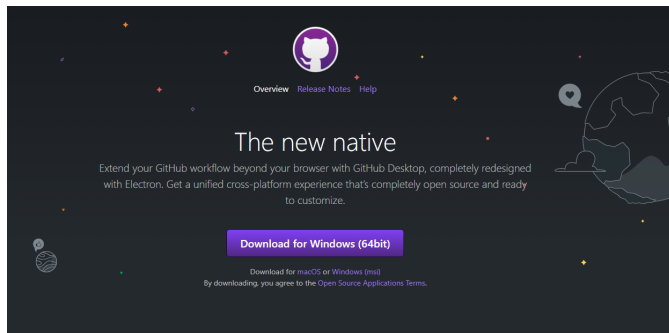 Overview Release Notes Help
The new native
Extend your GitHub workflow beyond your browser with GitHub Desktop, completely redesigned
with Electron. Get a unified cross-platform experience that's completely open source and ready
to customize.
Download for Windows (64bit)
Download for macOS or Windows (msi)
By downloading, you agree to the Open Source Applications Terms.